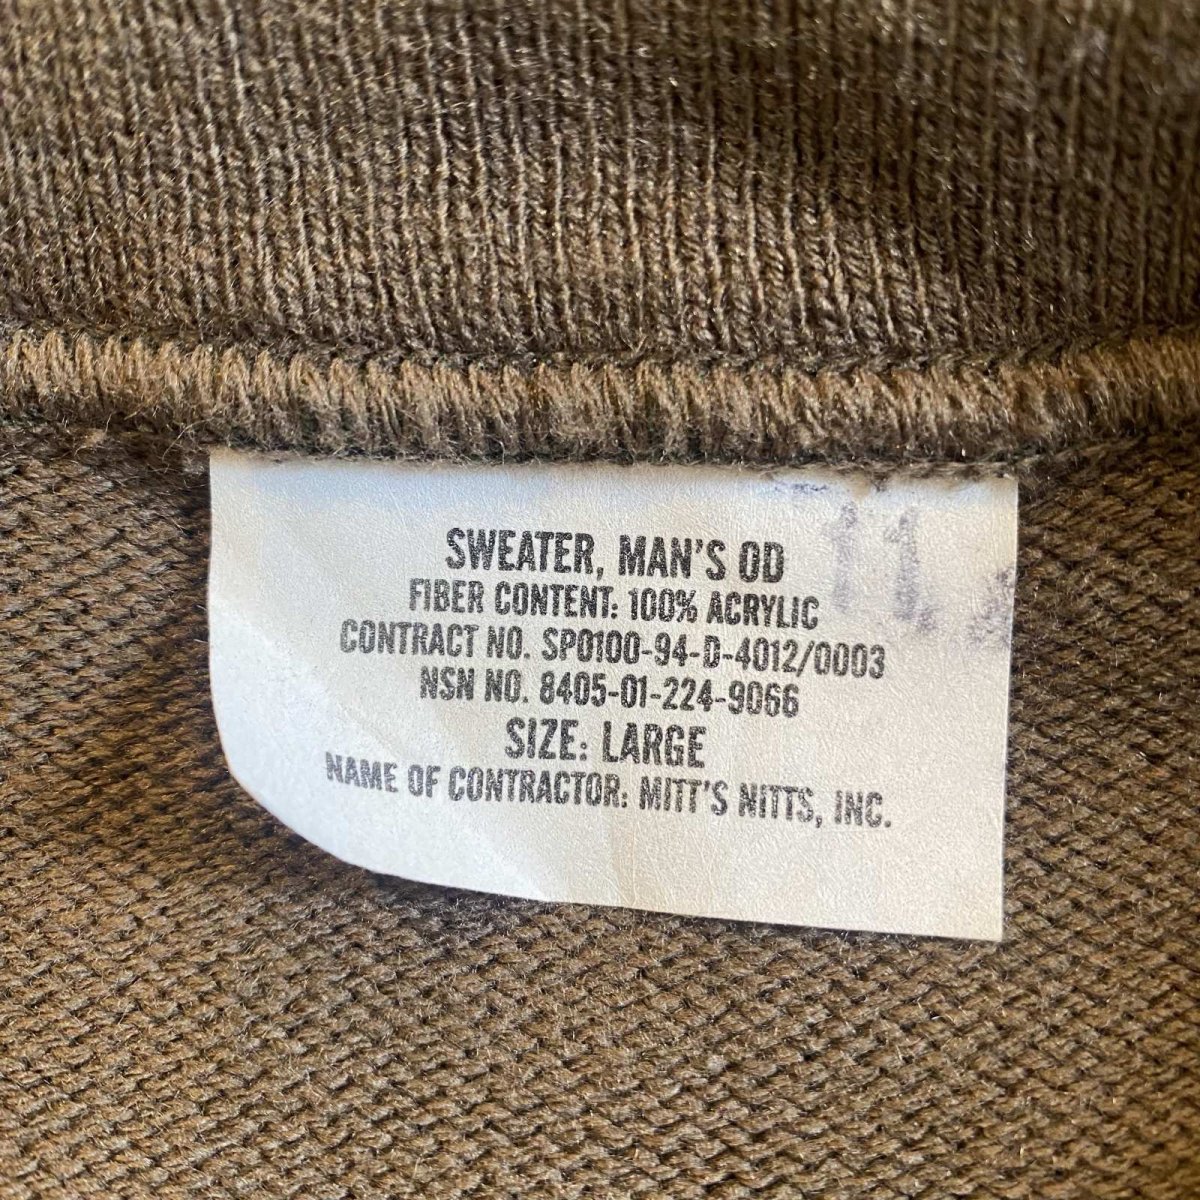 SWEATER, MAN'S OD
FIBER CONTENT: 100% ACRYLIC
CONTRACT NO. SP0100-94-D-4012/0003
NSN NO. 8405-01-224-9066
SIZE: LARGE
NAME OF CONTRACTOR: MITT'S NITTS, INC.
11